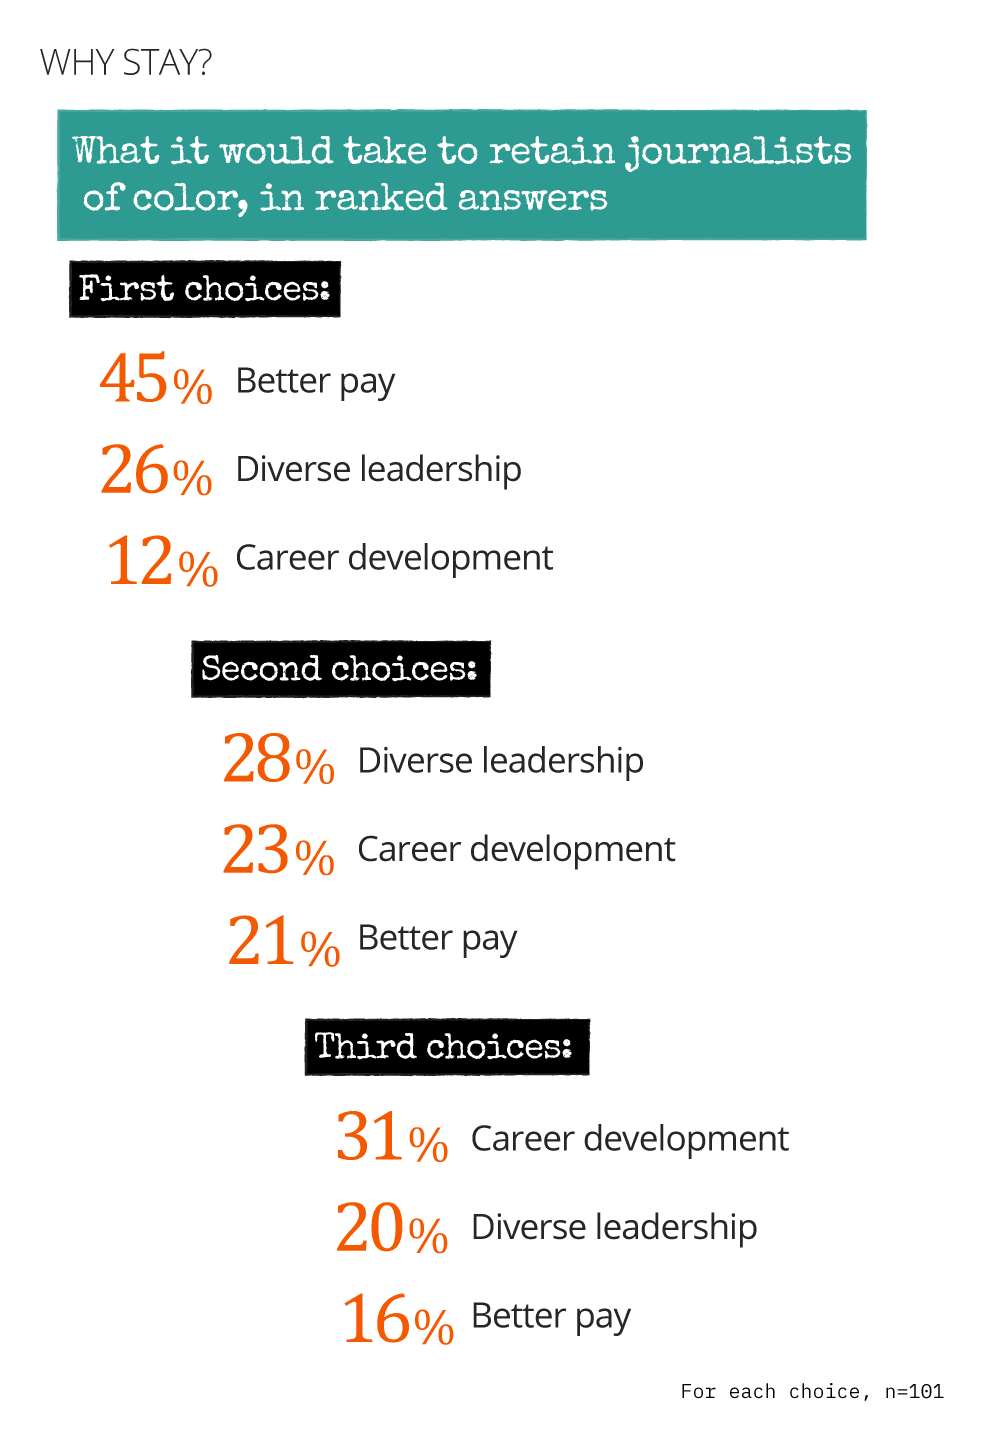 WHY STAY?
What it would take to retain journalists
of color, in ranked answers
First choices:
45% Better pay
26% Diverse leadership
12% Career development
Second choices:
28% Diverse leadership
23% Career development
21% Better pay
Third choices:
31% Career development
20% Diverse leadership
16% Better pay
For each choice, n=101